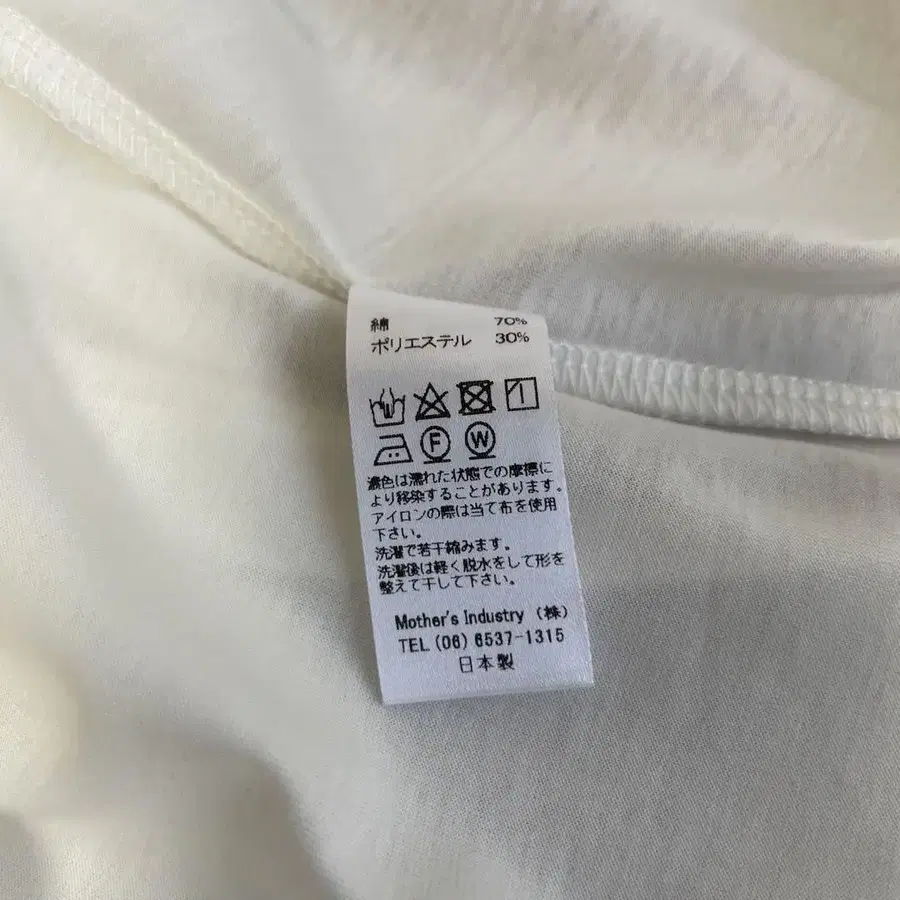 綿 70%
ポリエステル 30%
F W
濃色は濡れた状態での摩擦に
より移染することがあります。
アイロンの際は当て布を使用
下さい。
洗濯で若干縮みます。
洗濯後は軽く脱水をして形を
整えて干して下さい。
Mother's Industry (株)
TEL (06) 6537-1315
日本製